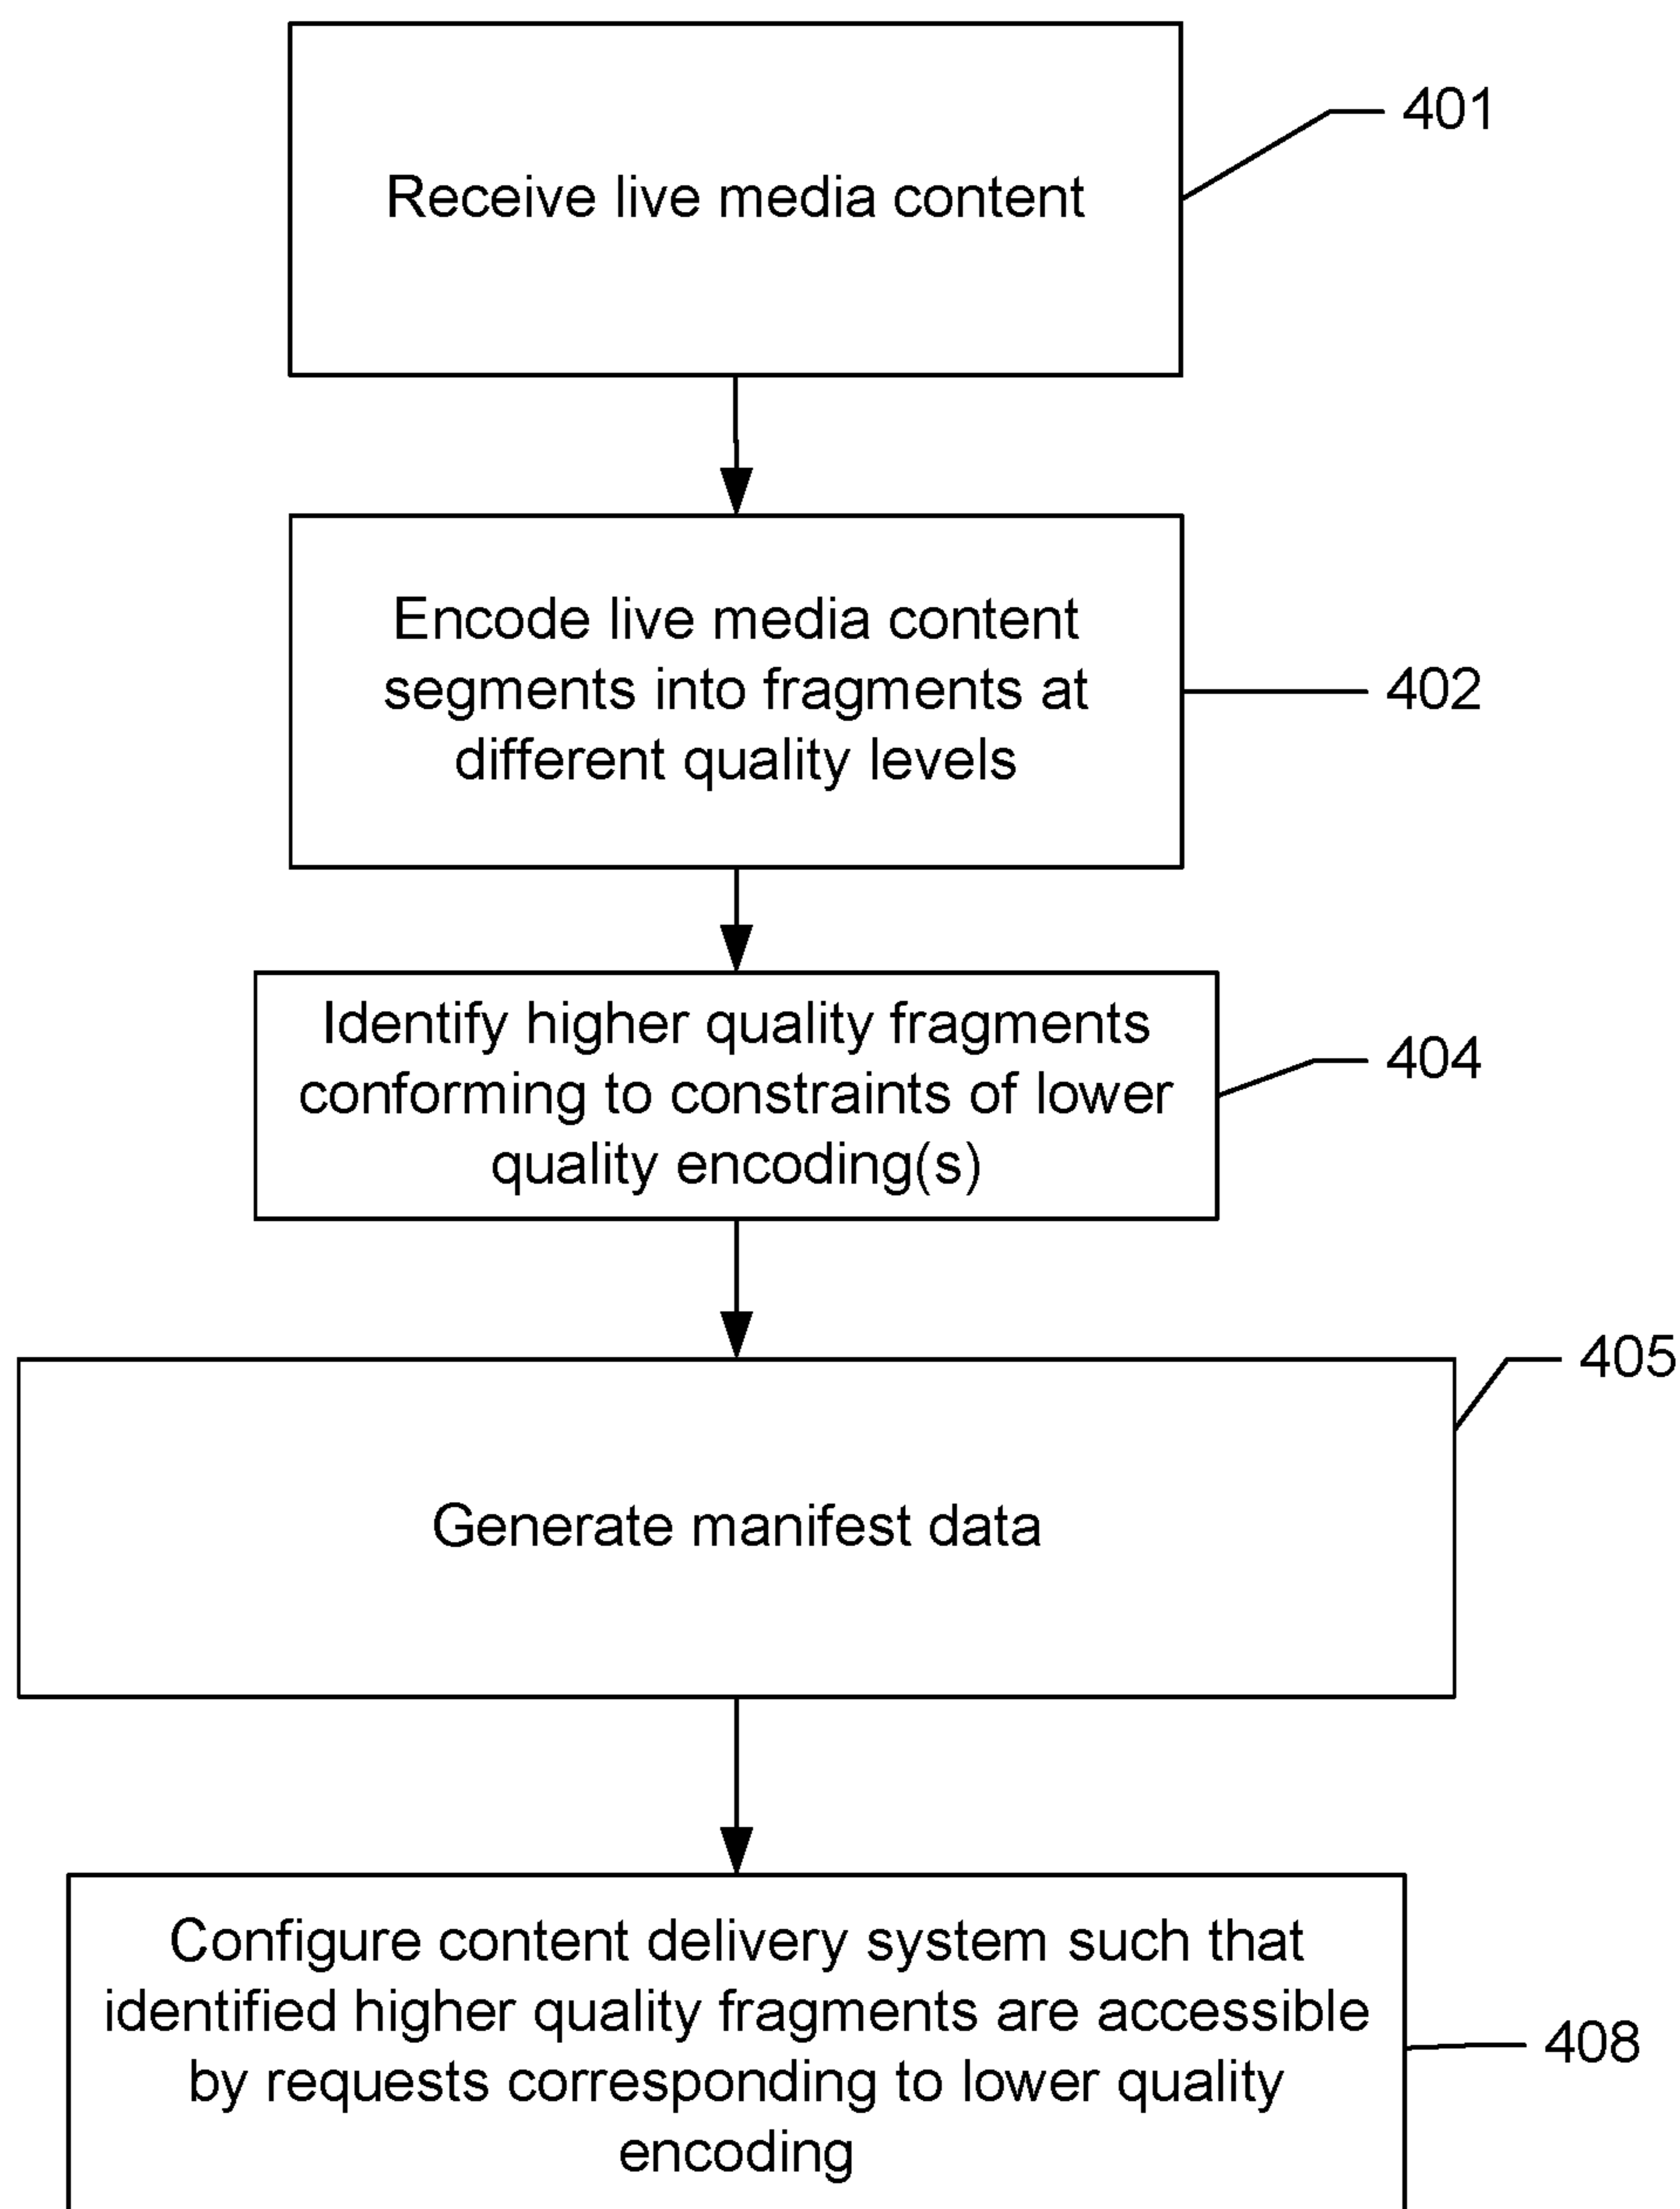 Receive live media content
401
Encode live media content
segments into fragments at
different quality levels
402
Identify higher quality fragments
conforming to constraints of lower
quality encoding(s)
404
405
Generate manifest data
Configure content delivery system such that
identified higher quality fragments are accessible
by requests corresponding to lower quality
encoding
408